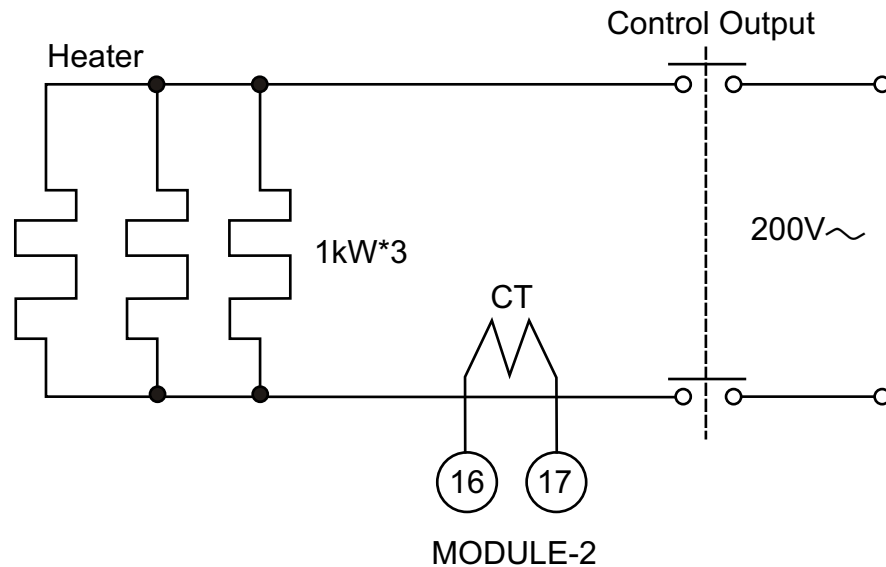 Control Output
Heater
200V~
1kW*3
CT
16
17
MODULE-2